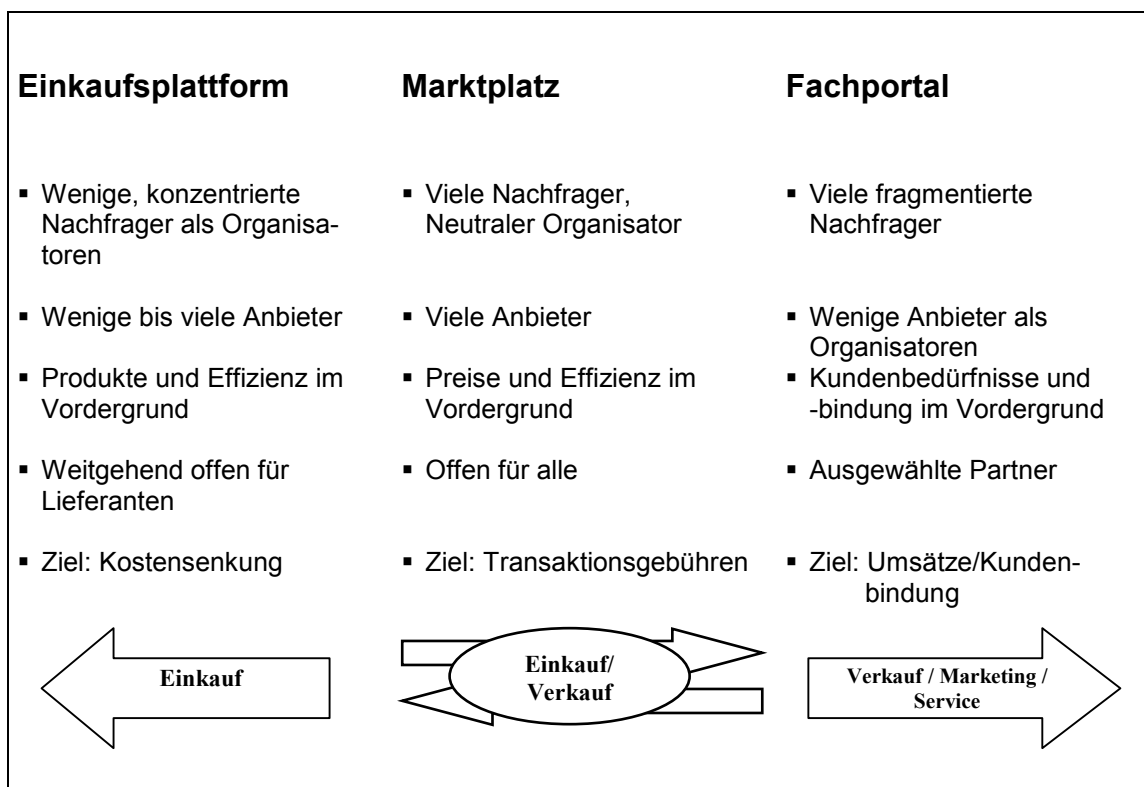 Einkaufsplattform
▪ Wenige, konzentrierte
Nachfrager als Organisa-
toren
▪ Wenige bis viele Anbieter
▪ Produkte und Effizienz im
Vordergrund
▪ Weitgehend offen für
Lieferanten
▪ Ziel: Kostensenkung
Einkauf
Marktplatz
▪ Viele Nachfrager,
Neutraler Organisator
▪ Viele Anbieter
▪ Preise und Effizienz im
Vordergrund
▪ Offen für alle
▪ Ziel: Transaktionsgebühren
Einkauf/
Verkauf
Fachportal
▪ Viele fragmentierte
Nachfrager
▪ Wenige Anbieter als
Organisatoren
▪ Kundenbedürfnisse und
-bindung im Vordergrund
▪ Ausgewählte Partner
▪ Ziel: Umsätze/Kunden-
bindung
Verkauf / Marketing /
Service